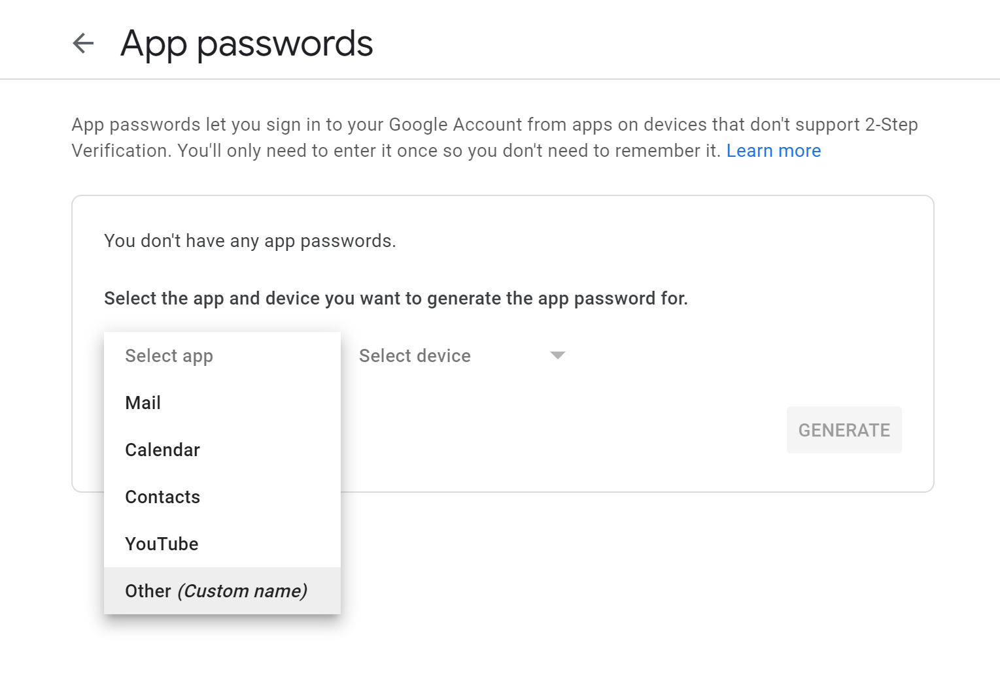 App passwords
App passwords let you sign in to your Google Account from apps on devices that don't support 2-Step
Verification. You'll only need to enter it once so you don't need to remember it. Learn more
You don't have any app passwords.
Select the app and device you want to generate the app password for.
Select app
Select device
Mail
Calendar
Contacts
YouTube
Other (Custom name)
GENERATE